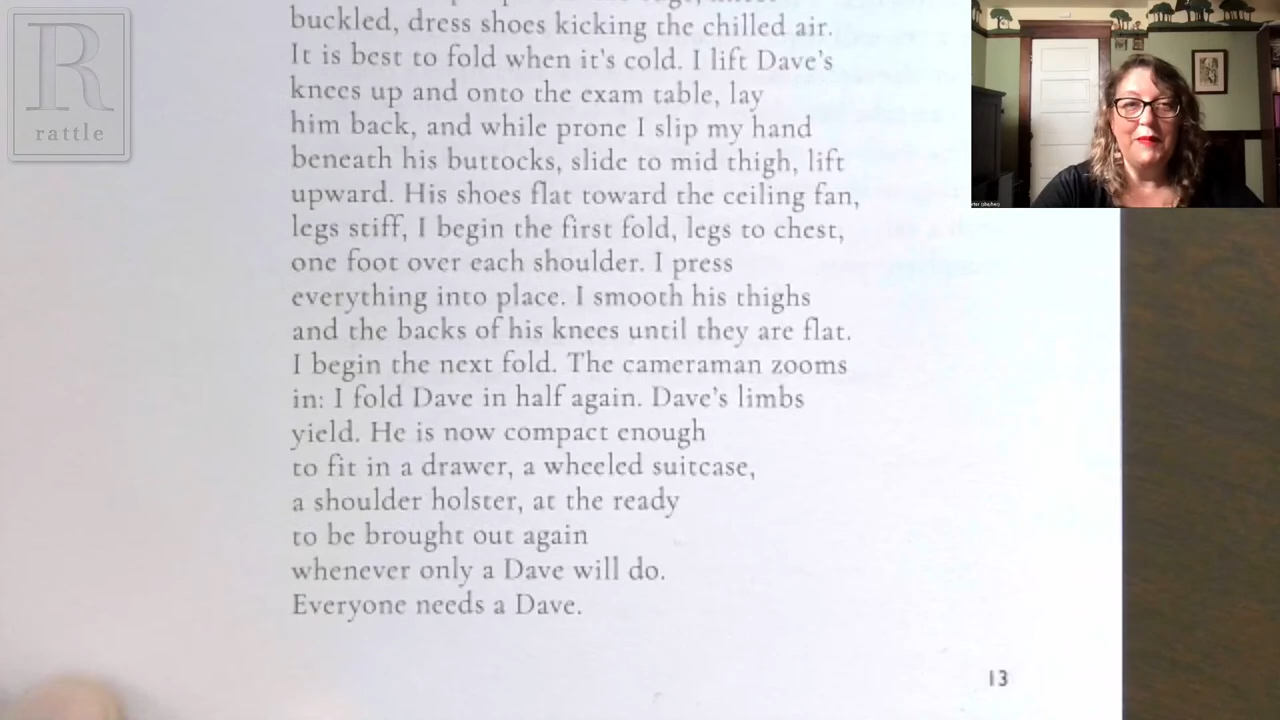 R
rattle
buckled, dress shoes kicking the chilled air.
It is best to fold when it's cold. I lift Dave's
knees up and onto the exam table, lay
him back, and while prone I slip my hand
beneath his buttocks, slide to mid thigh, lift
upward. His shoes flat toward the ceiling fan,
legs stiff, I begin the first fold, legs to chest,
one foot over each shoulder. I press
everything into place. I smooth his thighs
and the backs of his knees until they are flat.
I begin the next fold. The cameraman zooms
in: I fold Dave in half again. Dave's limbs
yield. He is now compact enough
to fit in a drawer, a wheeled suitcase,
a shoulder holster, at the ready
to be brought out again
whenever only a Dave will do.
Everyone needs a Dave.
13